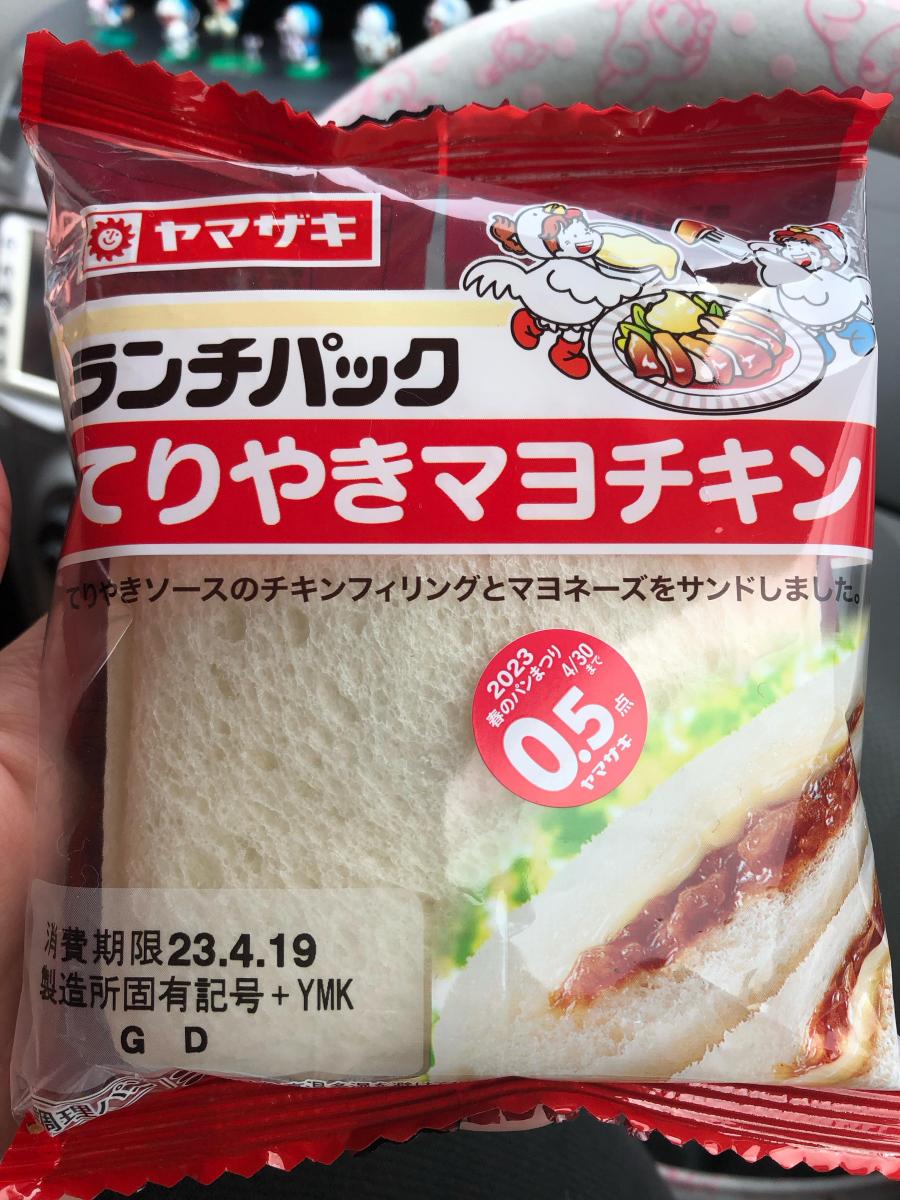 ヤマザキ
ランチパック
てりやきマヨチキン
てりやきソースのチキンフィリングとマヨネーズをサンドしました。
2023
春のパンまつり
4/30まで
0.5点
ヤマザキ
消費期限23.4.19
製造所固有記号+YMK
G D
調理パン